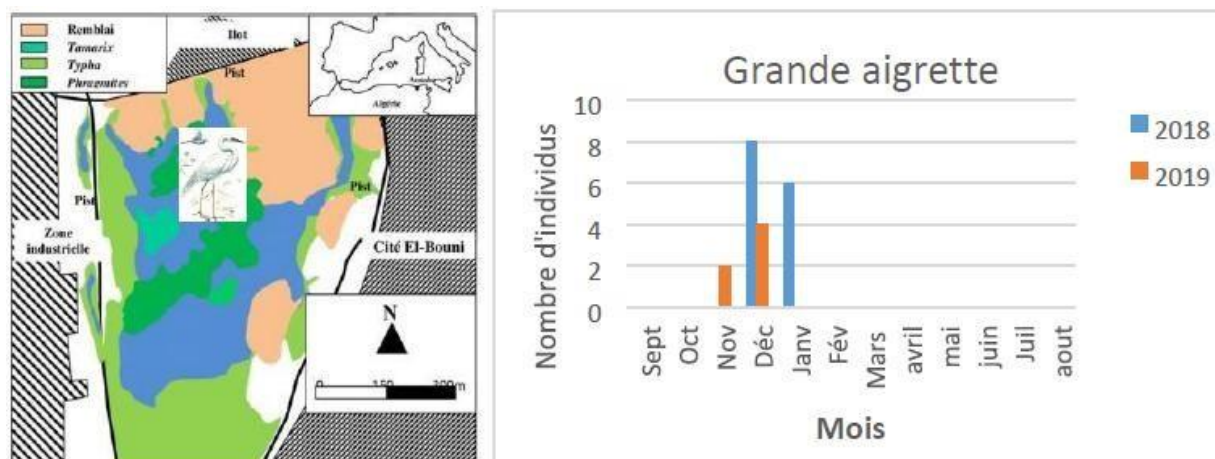 Remblai
Tamarix
Typha
Phragmites
Ilot
Pist
Algérie
Pist
Pist
Zone
industrielle
Cité El-Bouni
N
0 150 300m
Grande aigrette
Nombre d'individus
10
8
6
4
2
0
Sept
Oct
Nov
Déc
Janv
Fév
Mars
avril
mai
juin
Juil
aout
Mois
2018
2019